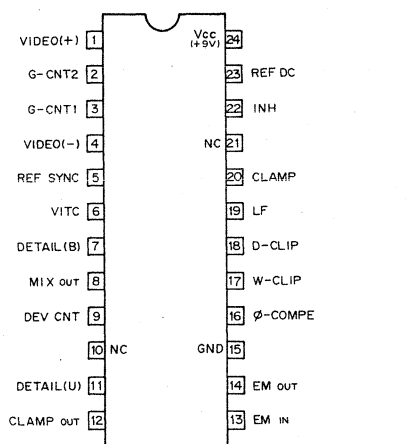 VIDEO(+) 1 Vcc (+9V) 24
G-CNT2 2 23 REF DC
G-CNT1 3 22 INH
VIDEO(-) 4 NC 21
REF SYNC 5 20 CLAMP
VITC 6 19 LF
DETAIL(B) 7 18 D-CLIP
MIX OUT 8 17 W-CLIP
DEV CNT 9 16 Ø-COMPE
10 NC GND 15
DETAIL(U) 11 14 EM OUT
CLAMP OUT 12 13 EM IN